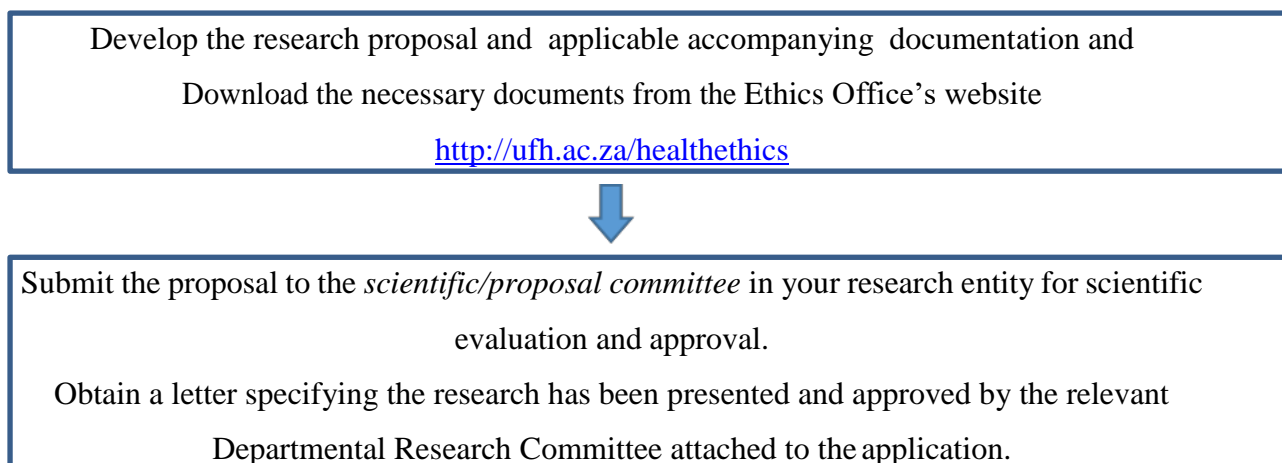 Develop the research proposal and applicable accompanying documentation and
Download the necessary documents from the Ethics Office’s website
http://ufh.ac.za/healthethics
Submit the proposal to the scientific/proposal committee in your research entity for scientific
evaluation and approval.
Obtain a letter specifying the research has been presented and approved by the relevant
Departmental Research Committee attached to the application.